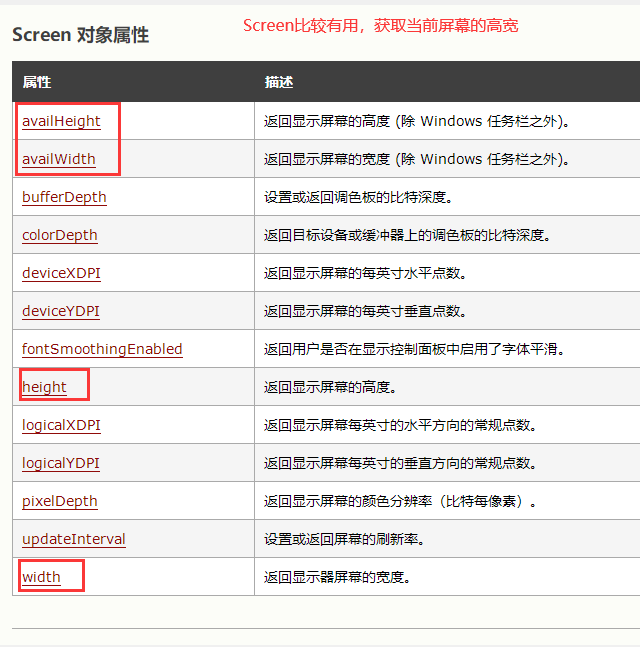 Screen比较有用，获取当前屏幕的高宽
Screen 对象属性
属性 描述
availHeight 返回显示屏幕的高度 (除 Windows 任务栏之外)。
availWidth 返回显示屏幕的宽度 (除 Windows 任务栏之外)。
bufferDepth 设置或返回调色板的比特深度。
colorDepth 返回目标设备或缓冲器上的调色板的比特深度。
deviceXDPI 返回显示屏幕的每英寸水平点数。
deviceYDPI 返回显示屏幕的每英寸垂直点数。
fontSmoothingEnabled 返回用户是否在显示控制面板中启用了字体平滑。
height 返回显示屏幕的高度。
logicalXDPI 返回显示屏幕每英寸的水平方向的常规点数。
logicalYDPI 返回显示屏幕每英寸的垂直方向的常规点数。
pixelDepth 返回显示屏幕的颜色分辨率（比特每像素）。
updateInterval 设置或返回屏幕的刷新率。
width 返回显示器屏幕的宽度。